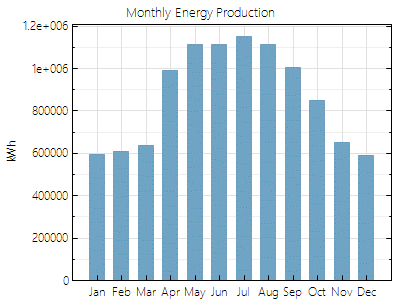 Monthly Energy Production
1.2e+006
1e+006
800000
600000
400000
200000
0
kWh
Jan Feb Mar Apr May Jun Jul Aug Sep Oct Nov Dec